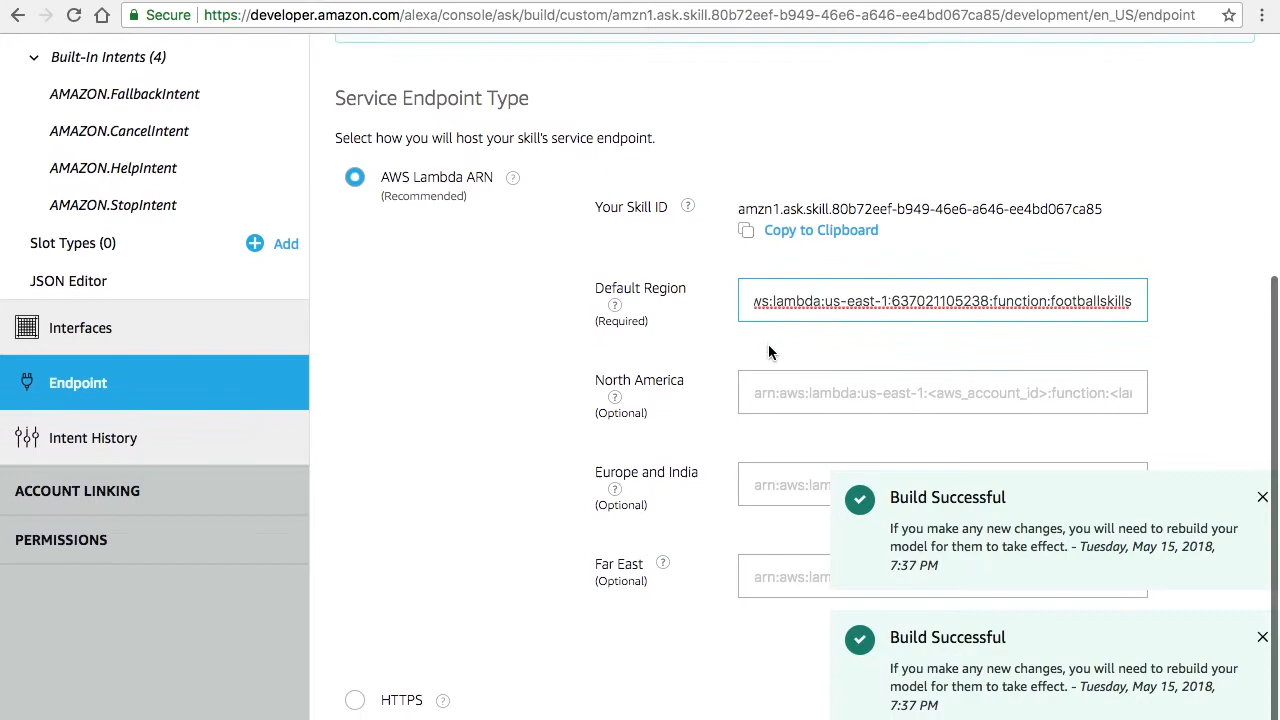 Secure
https://developer.amazon.com/alexa/console/ask/build/custom/amzn1.ask.skill.80b72eef-b949-46e6-a646-ee4bd067ca85/development/en_US/endpoint
Built-In Intents (4)
AMAZON.FallbackIntent
AMAZON.CancelIntent
AMAZON.HelpIntent
AMAZON.StopIntent
Slot Types (0)
Add
JSON Editor
Interfaces
Endpoint
Intent History
ACCOUNT LINKING
PERMISSIONS
Service Endpoint Type
Select how you will host your skill's service endpoint.
AWS Lambda ARN ?
(Recommended)
Your Skill ID ?
amzn1.ask.skill.80b72eef-b949-46e6-a646-ee4bd067ca85
Copy to Clipboard
Default Region
?
(Required)
ws:lambda:us-east-1:637021105238:function:footballskills
North America
?
(Optional)
arn:aws:lambda:us-east-1:<aws_account_id>:function:<la
Europe and India
?
(Optional)
arn:aws:lam
Far East ?
(Optional)
arn:aws:lam
HTTPS ?
Build Successful
If you make any new changes, you will need to rebuild your
model for them to take effect. - Tuesday, May 15, 2018,
7:37 PM
Build Successful
If you make any new changes, you will need to rebuild your
model for them to take effect. - Tuesday, May 15, 2018,
7:37 PM